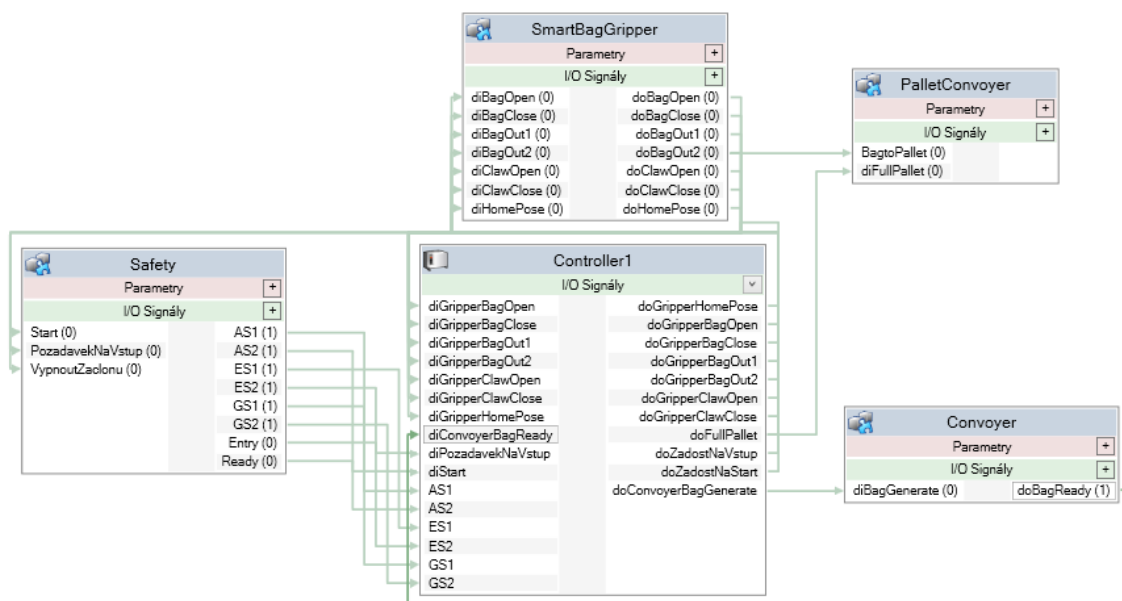 SmartBagGripper
Parametry +
I/O Signály +
diBagOpen (0) doBagOpen (0)
diBagClose (0) doBagClose (0)
diBagOut1 (0) doBagOut1 (0)
diBagOut2 (0) doBagOut2 (0)
diClawOpen (0) doClawOpen (0)
diClawClose (0) doClawClose (0)
diHomePose (0) doHomePose (0)
PalletConvoyer
Parametry +
I/O Signály +
BagtoPallet (0)
diFullPallet (0)
Safety
Parametry +
I/O Signály +
Start (0) AS1 (1)
PozadavekNaVstup (0) AS2 (1)
VypnoutZaclonu (0) ES1 (1)
ES2 (1)
GS1 (1)
GS2 (1)
Entry (0)
Ready (0)
Controller1
I/O Signály
diGripperBagOpen doGripperHomePose
diGripperBagClose doGripperBagOpen
diGripperBagOut1 doGripperBagClose
diGripperBagOut2 doGripperBagOut1
diGripperClawOpen doGripperBagOut2
diGripperClawClose doGripperClawOpen
diGripperHomePose doGripperClawClose
diConvoyerBagReady doFullPallet
diPozadavekNaVstup doZadostNaVstup
diStart doZadostNaStart
AS1 doConvoyerBagGenerate
AS2
ES1
ES2
GS1
GS2
Convoyer
Parametry +
I/O Signály +
diBagGenerate (0) doBagReady (1)